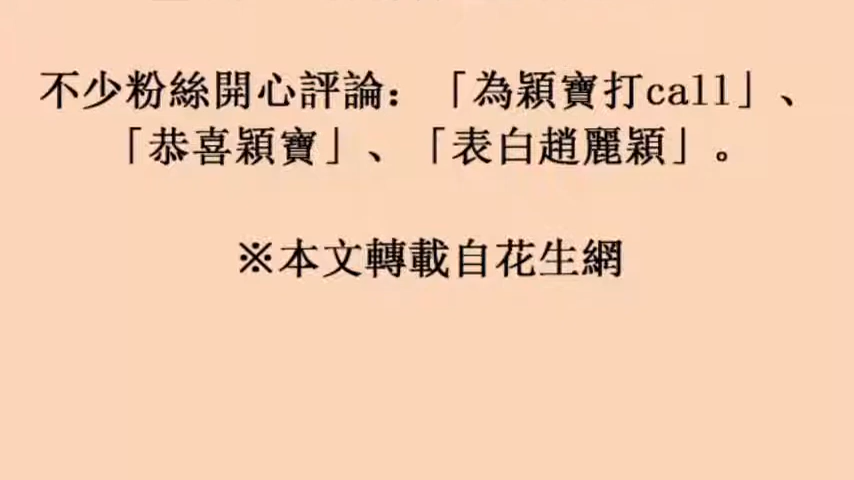 不少粉絲開心評論：「為穎寶打call」、
「恭喜穎寶」、「表白趙麗穎」。
※本文轉載自花生網